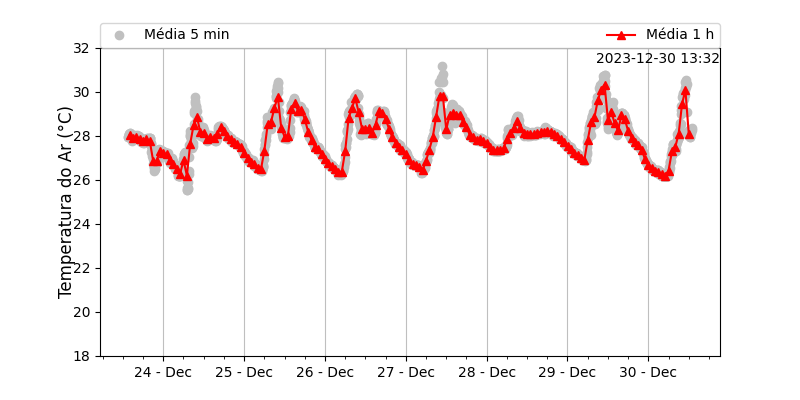 Média 5 min
Média 1 h
2023-12-30 13:32
Temperatura do Ar (°C)
32
30
28
26
24
22
20
18
24 - Dec
25 - Dec
26 - Dec
27 - Dec
28 - Dec
29 - Dec
30 - Dec